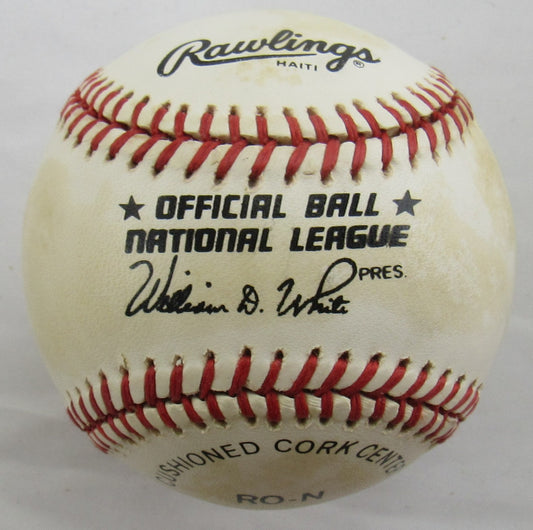 Rawlings ®
HAITI
★ OFFICIAL BALL ★
NATIONAL LEAGUE
William D. White PRES.
CUSHIONED CORK CENTER
RO-N